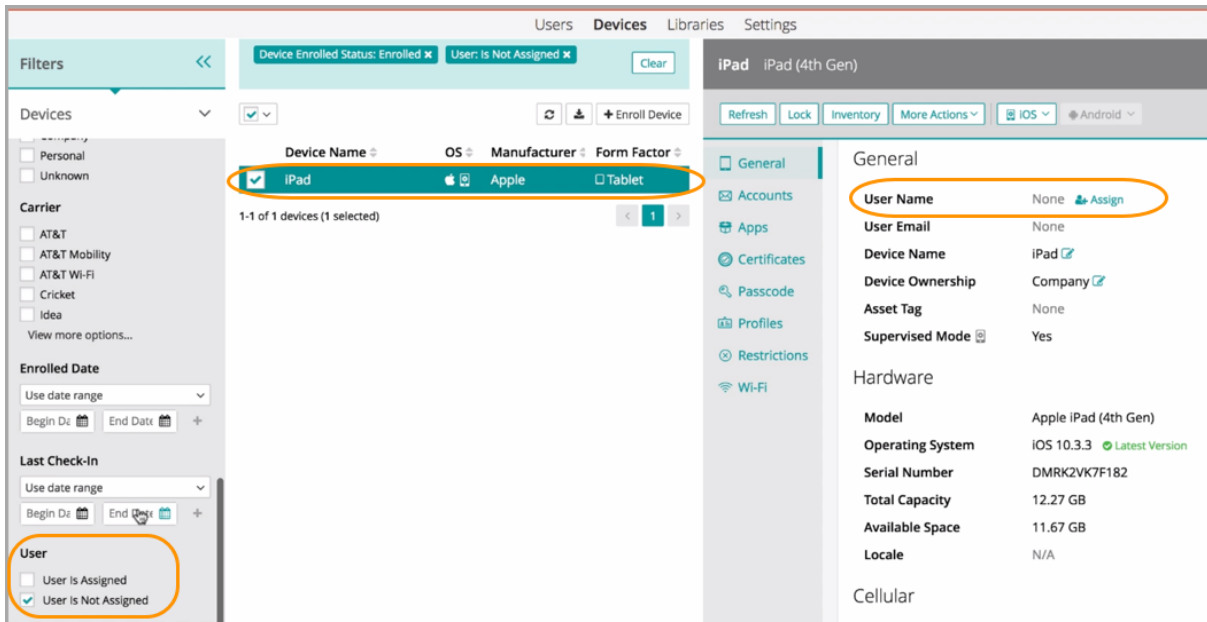 Users Devices Libraries Settings
Filters
Devices
Company
Personal
Unknown
Carrier
AT&T
AT&T Mobility
AT&T Wi-Fi
Cricket
Idea
View more options...
Enrolled Date
Use date range
Begin Da End Date +
Last Check-In
Use date range
Begin Da End Date +
User
User Is Assigned
User Is Not Assigned
Device Enrolled Status: Enrolled × User: Is Not Assigned ×
Clear
+ Enroll Device
Device Name OS Manufacturer Form Factor
iPad Apple Tablet
1-1 of 1 devices (1 selected) < 1 >
iPad iPad (4th Gen)
Refresh Lock Inventory More Actions iOS Android
General
Accounts
Apps
Certificates
Passcode
Profiles
Restrictions
Wi-Fi
General
User Name None Assign
User Email None
Device Name iPad
Device Ownership Company
Asset Tag None
Supervised Mode Yes
Hardware
Model Apple iPad (4th Gen)
Operating System iOS 10.3.3 Latest Version
Serial Number DMRK2VK7F182
Total Capacity 12.27 GB
Available Space 11.67 GB
Locale N/A
Cellular